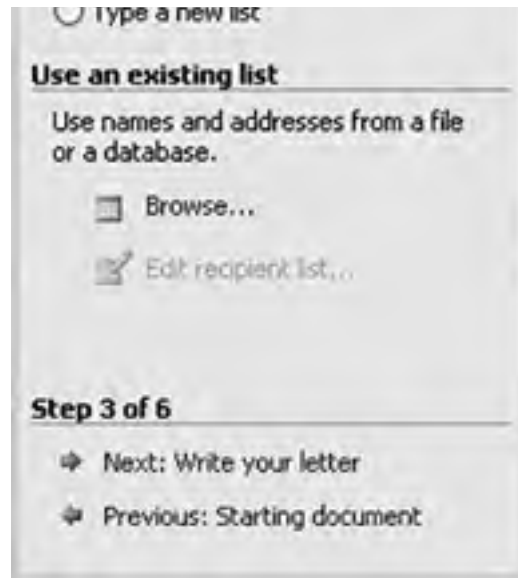 Type a new list
Use an existing list
Use names and addresses from a file
or a database.
Browse...
Edit recipient list...
Step 3 of 6
Next: Write your letter
Previous: Starting document